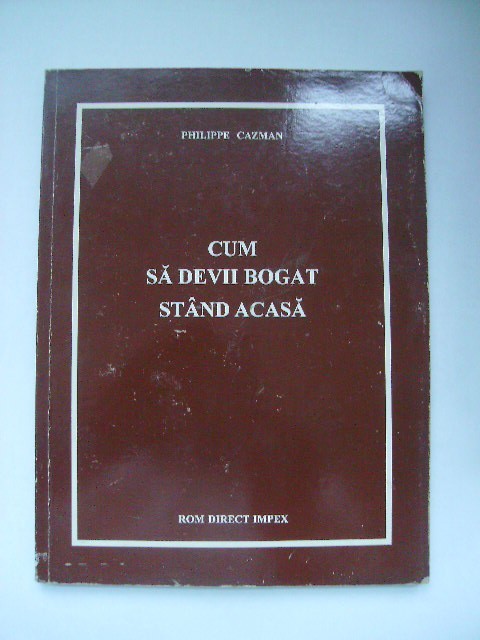 PHILIPPE CAZMAN
CUM
SĂ DEVII BOGAT
STÂND ACASĂ
ROM DIRECT IMPEX